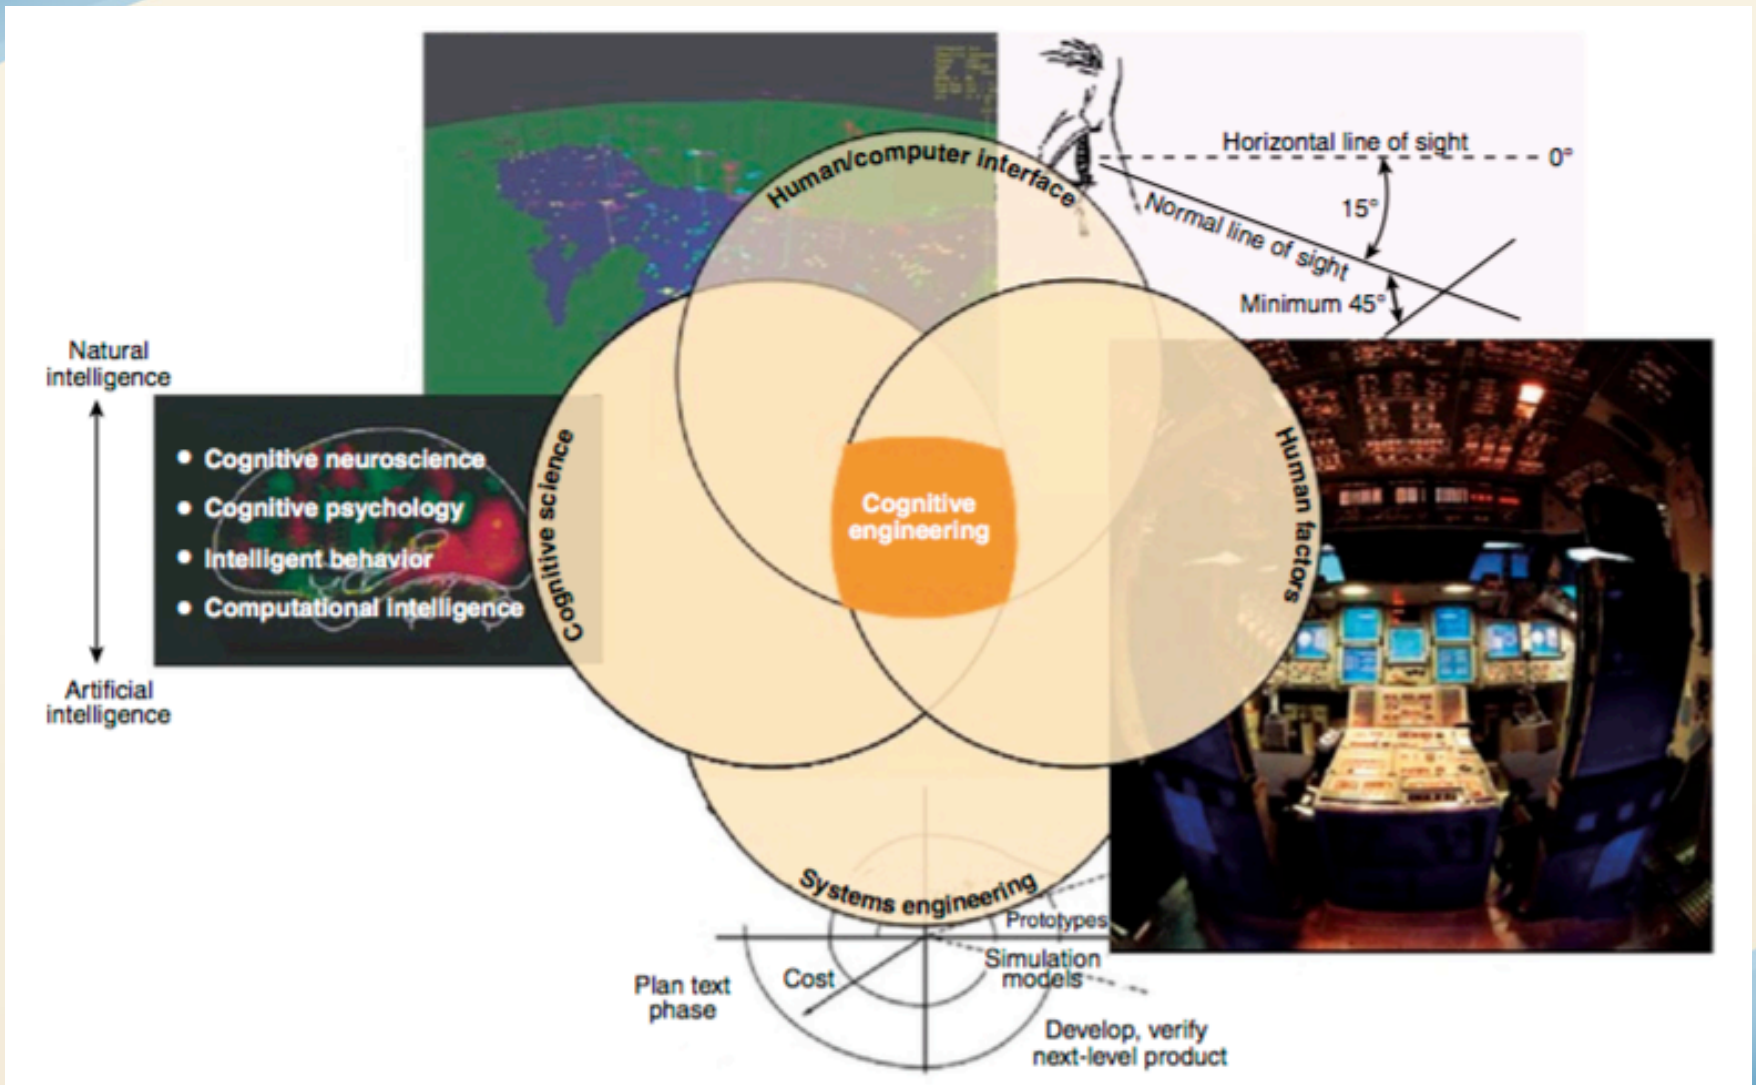 Human/computer interface
Horizontal line of sight
0°
15°
Normal line of sight
Minimum 45°
Natural
intelligence
• Cognitive neuroscience
• Cognitive psychology
• Intelligent behavior
• Computational intelligence
Artificial
intelligence
Cognitive science
Cognitive
engineering
Human factors
Systems engineering
Prototypes
Simulation
models
Cost
Plan text
phase
Develop, verify
next-level product